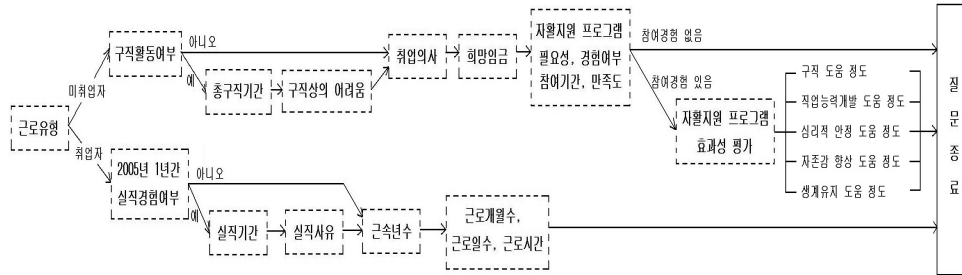 근로유형
미취업자
구직활동여부
아니오
예
총구직기간
구직상의 어려움
취업의사
희망임금
자활지원 프로그램
필요성, 경험여부
참여기간, 만족도
참여경험 없음
참여경험 있음
자활지원 프로그램
효과성 평가
구직 도움 정도
직업능력개발 도움 정도
심리적 안정 도움 정도
자존감 향상 도움 정도
생계유지 도움 정도
취업자
2005년 1년간
실직경험여부
아니오
예
실직기간
실직사유
근속년수
근로개월수,
근로일수, 근로시간
질
문
종
료